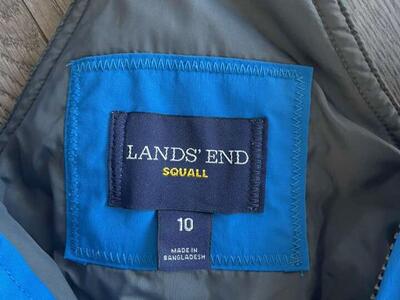 LANDS' END
SQUALL
10
MADE IN
BANGLADESH